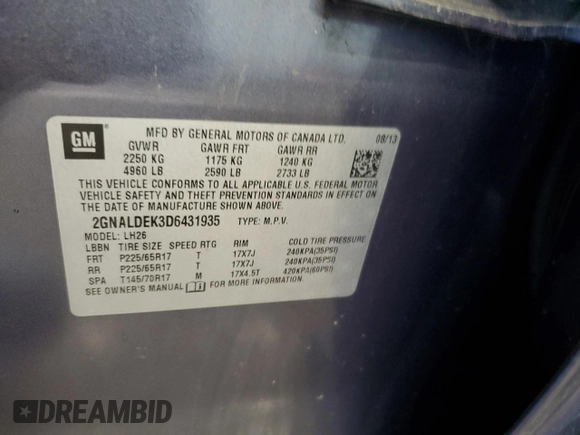 GM
MFD BY GENERAL MOTORS OF CANADA LTD. 08/13
GVWR GAWR FRT GAWR RR
2250 KG 1175 KG 1240 KG
4960 LB 2590 LB 2733 LB
THIS VEHICLE CONFORMS TO ALL APPLICABLE U.S. FEDERAL MOTOR
VEHICLE SAFETY AND THEFT PREVENTION STANDARDS IN EFFECT ON
THE DATE OF MANUFACTURE SHOWN ABOVE.
2GNALDEK3D6431935 TYPE: M.P.V.
MODEL: LH26
LBBN TIRE SIZE SPEED RTG RIM COLD TIRE PRESSURE
FRT P225/65R17 T 17X7J 240KPA(35PSI)
RR P225/65R17 T 17X7J 240KPA(35PSI)
SPA T145/70R17 M 17X4.5T 420KPA(60PSI)
SEE OWNER'S MANUAL FOR MORE INFORMATION.
DREAMBID